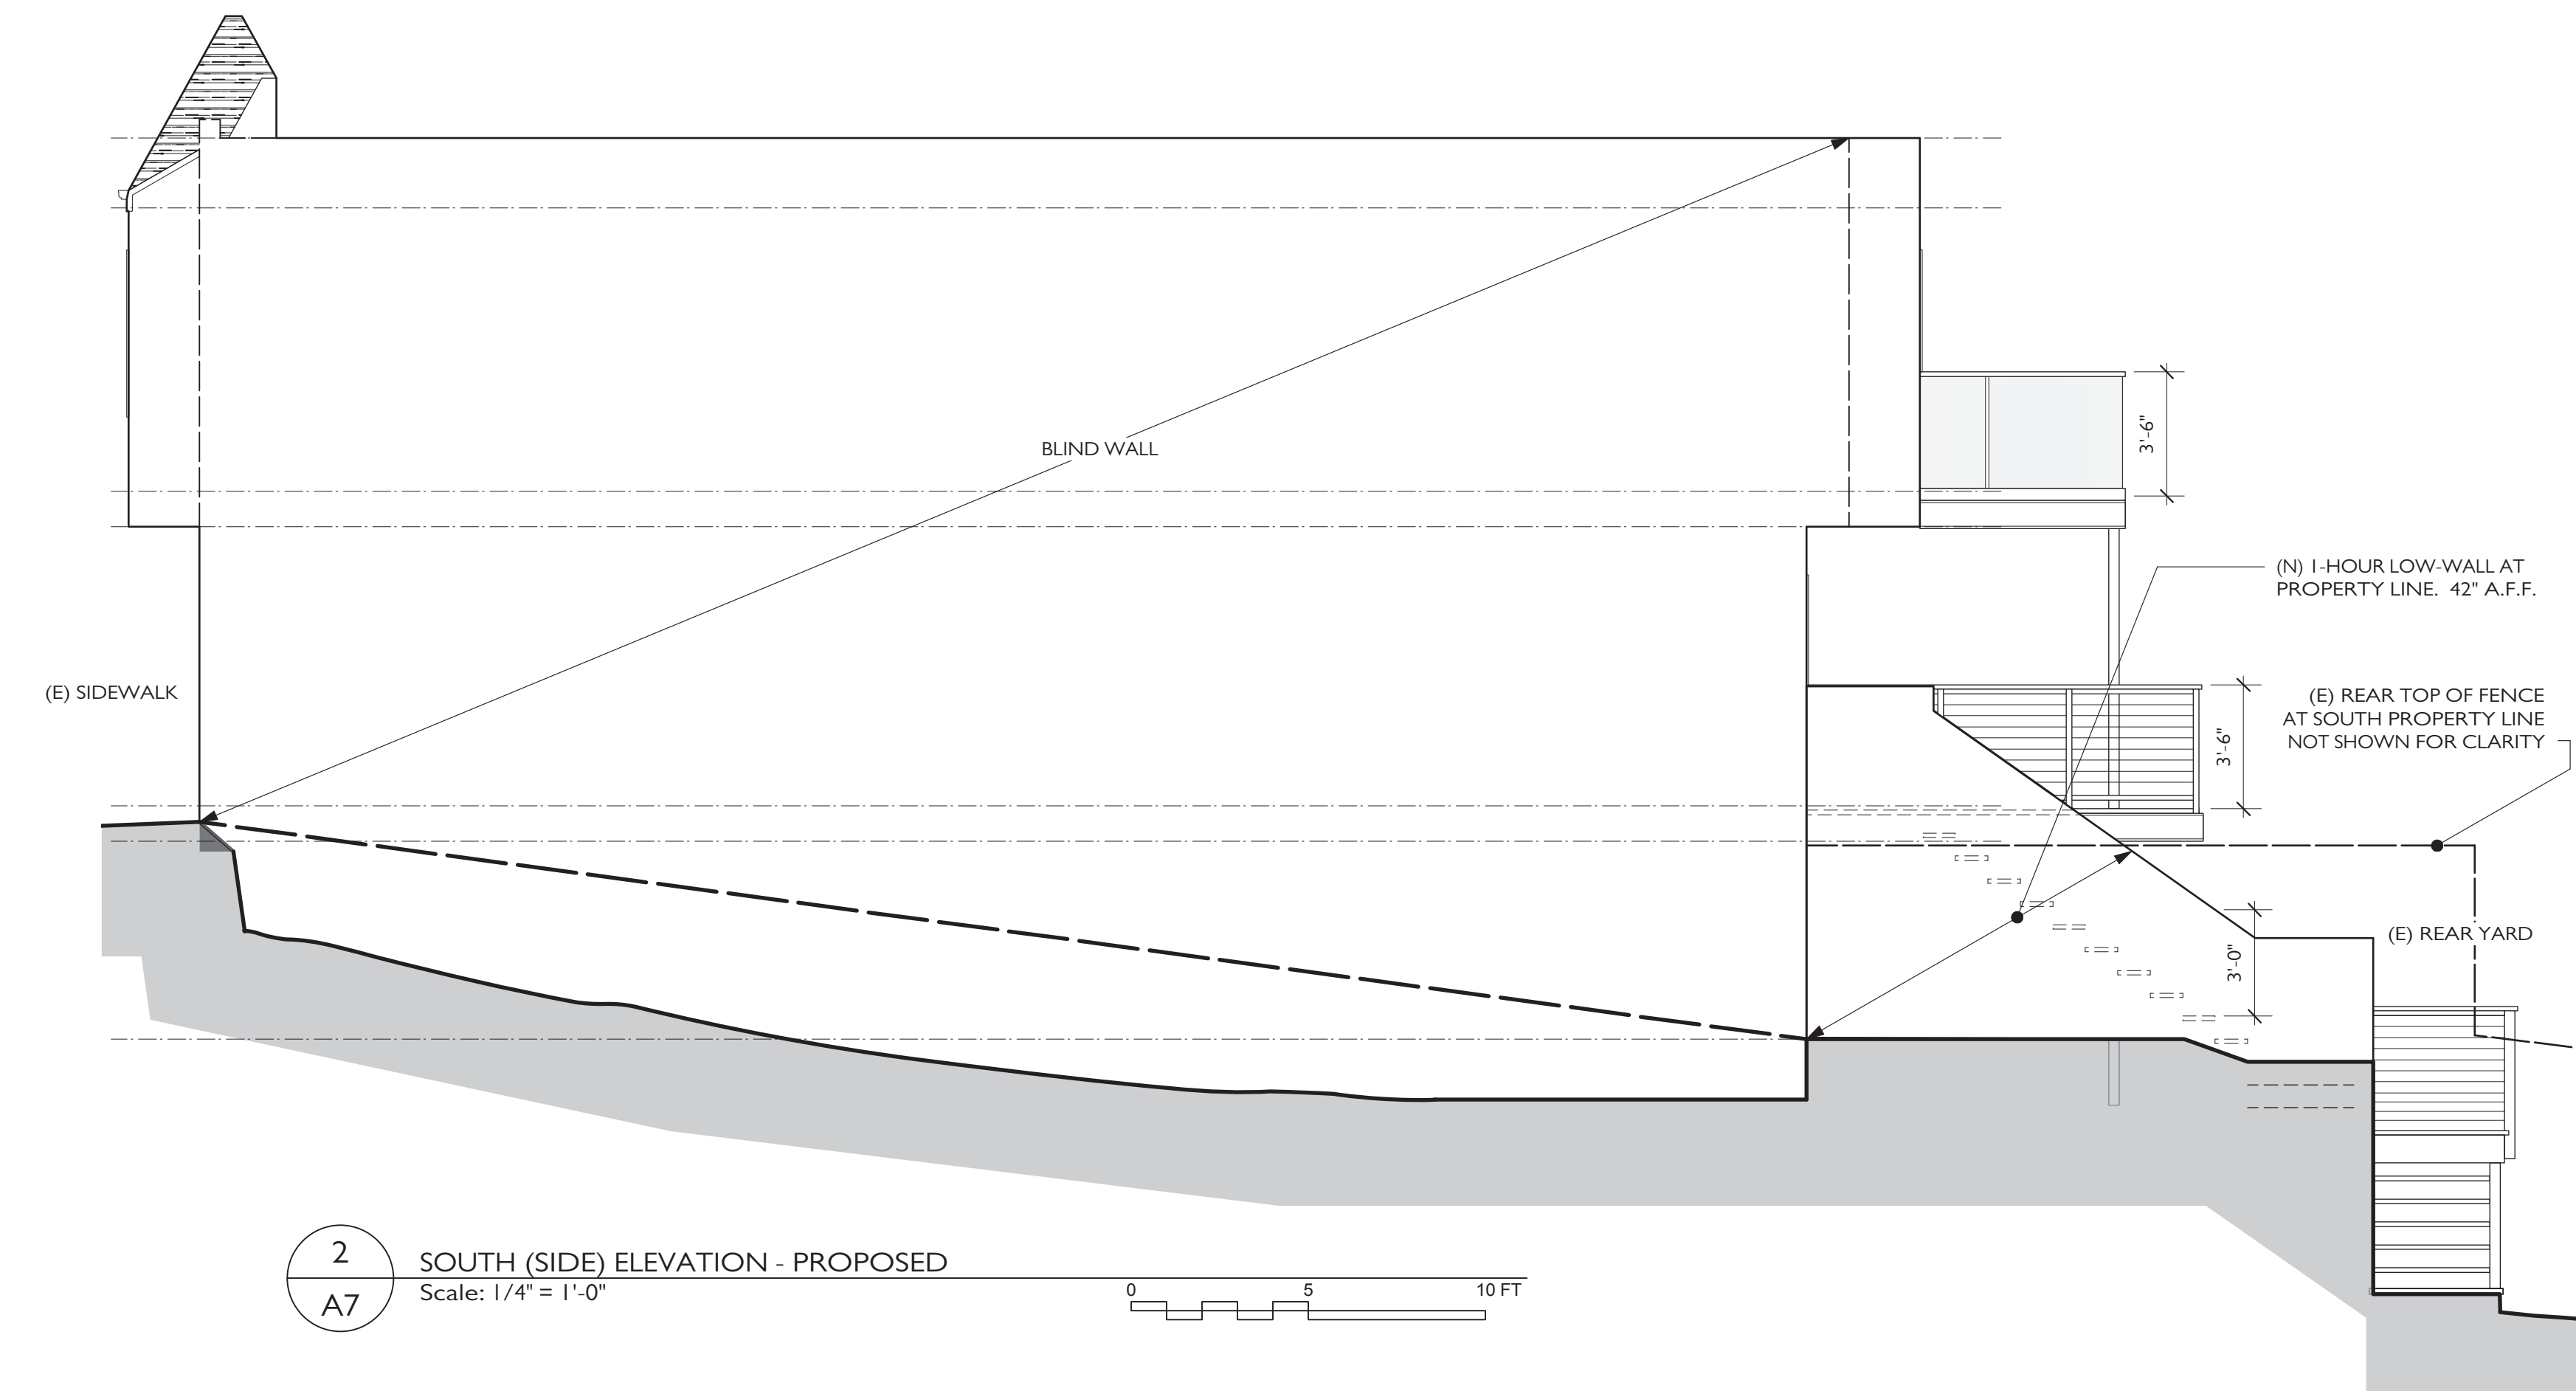 BLIND WALL
3'-6"
(N) 1-HOUR LOW-WALL AT
PROPERTY LINE.  42" A.F.F.
(E) SIDEWALK
(E) REAR TOP OF FENCE
AT SOUTH PROPERTY LINE
NOT SHOWN FOR CLARITY
3'-6"
(E) REAR YARD
3'-0"
2
A7
SOUTH (SIDE) ELEVATION - PROPOSED
Scale: 1/4" = 1'-0"
0 5 10 FT